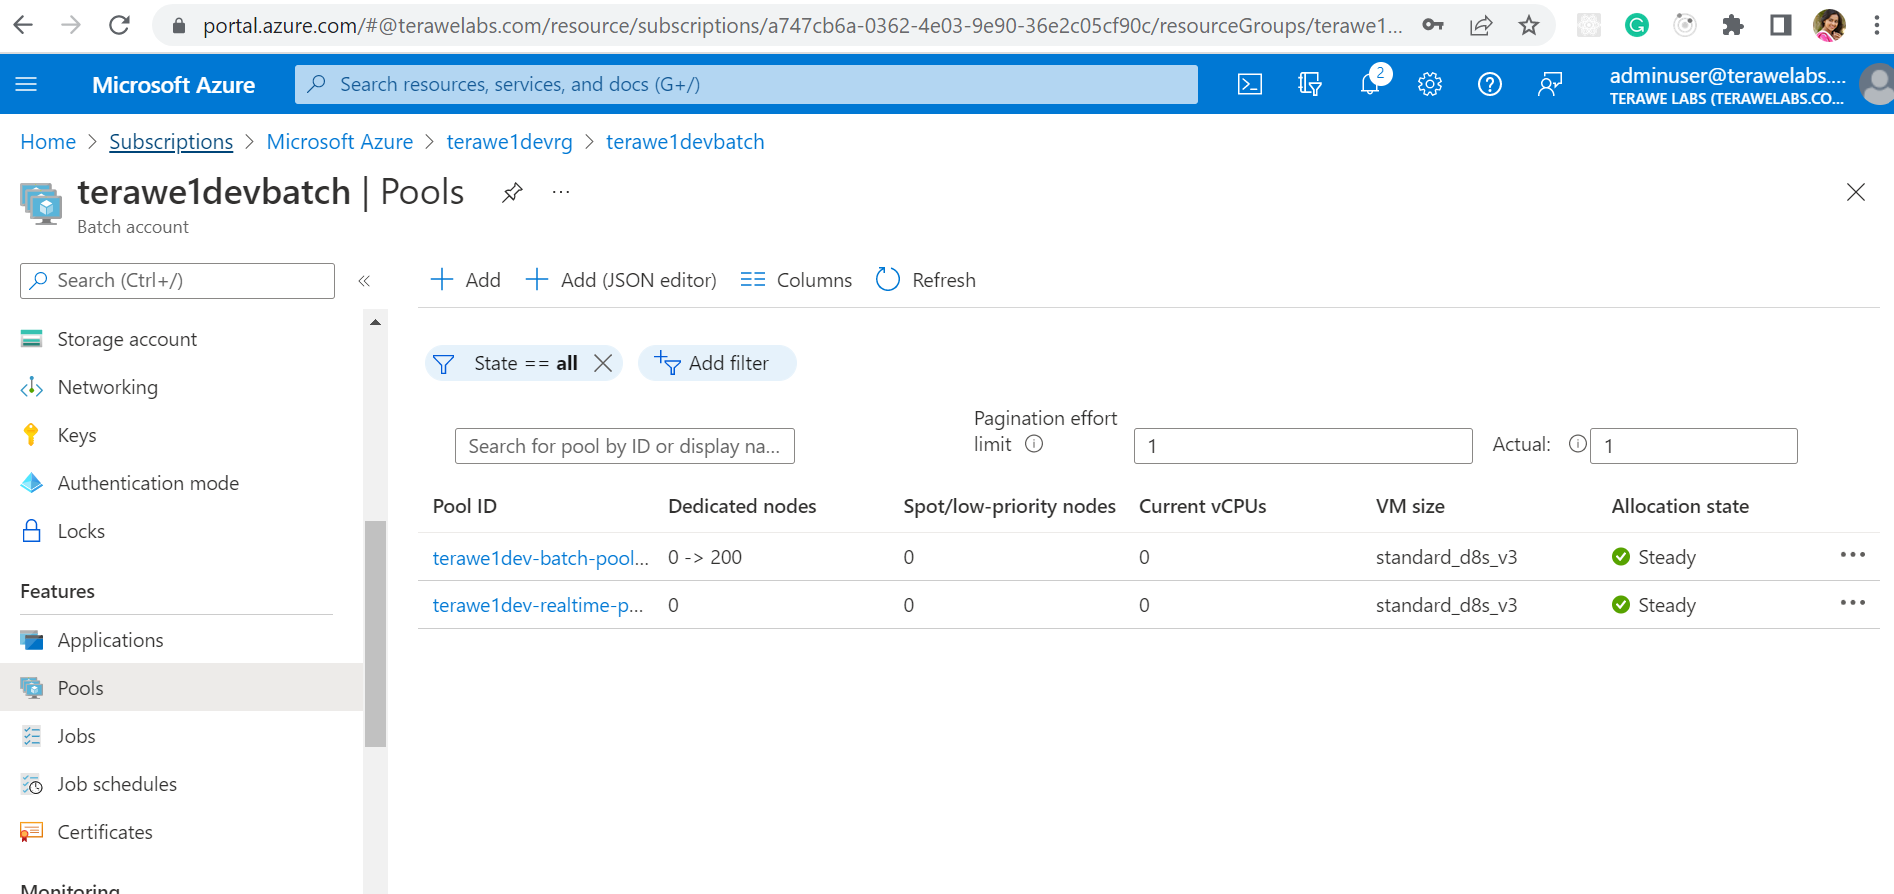 portal.azure.com/#@terawelabs.com/resource/subscriptions/a747cb6a-0362-4e03-9e90-36e2c05cf90c/resourceGroups/terawe1...
Microsoft Azure
Search resources, services, and docs (G+/)
2
adminuser@terawelabs....
TERAWE LABS (TERAWELABS.CO...
Home > Subscriptions > Microsoft Azure > terawe1devrg > terawe1devbatch
terawe1devbatch | Pools
...
Batch account
Search (Ctrl+/)
«
Add
Add (JSON editor)
Columns
Refresh
Storage account
Networking
Keys
Authentication mode
Locks
Features
Applications
Pools
Jobs
Job schedules
Certificates
Monitoring
State == all
Add filter
Search for pool by ID or display na...
Pagination effort
limit
1
Actual:
1
Pool ID Dedicated nodes Spot/low-priority nodes Current vCPUs VM size Allocation state
terawe1dev-batch-pool... 0 -> 200 0 0 standard_d8s_v3 Steady ...
terawe1dev-realtime-p... 0 0 0 standard_d8s_v3 Steady ...